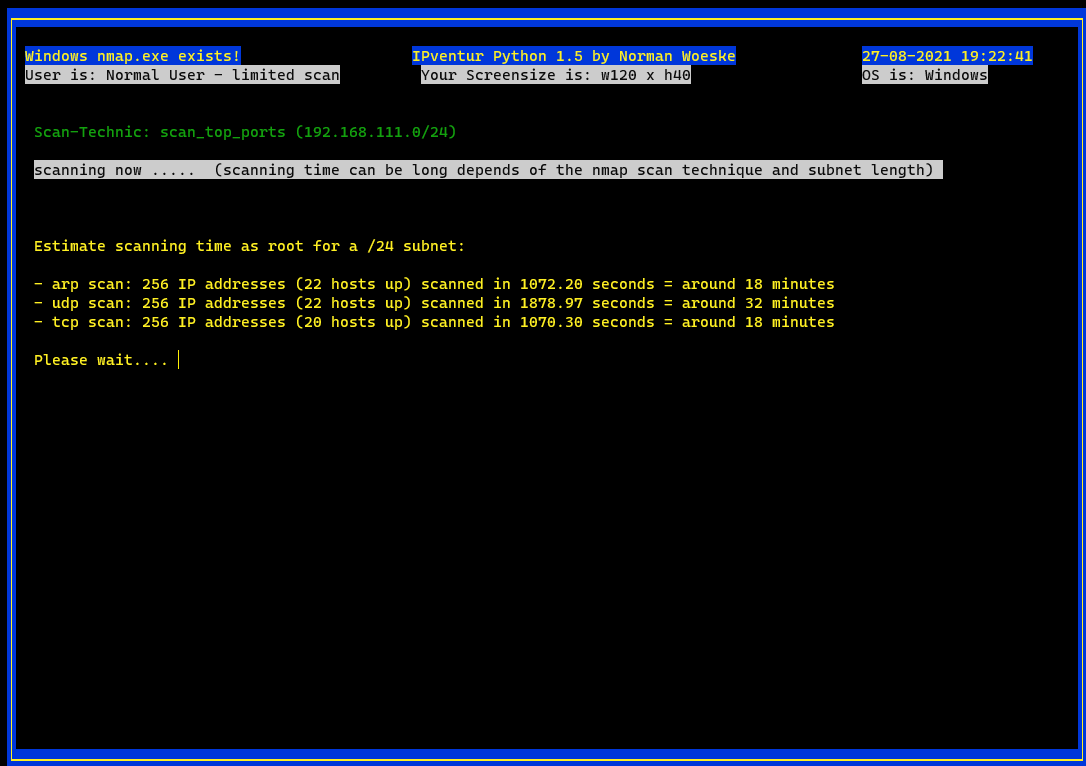 Windows nmap.exe exists! IPventur Python 1.5 by Norman Woeske 27-08-2021 19:22:41
User is: Normal User - limited scan Your Screensize is: w120 x h40 OS is: Windows
Scan-Technic: scan_top_ports (192.168.111.0/24)
scanning now ..... (scanning time can be long depends of the nmap scan technique and subnet length)
Estimate scanning time as root for a /24 subnet:
- arp scan: 256 IP addresses (22 hosts up) scanned in 1072.20 seconds = around 18 minutes
- udp scan: 256 IP addresses (22 hosts up) scanned in 1878.97 seconds = around 32 minutes
- tcp scan: 256 IP addresses (20 hosts up) scanned in 1070.30 seconds = around 18 minutes
Please wait....